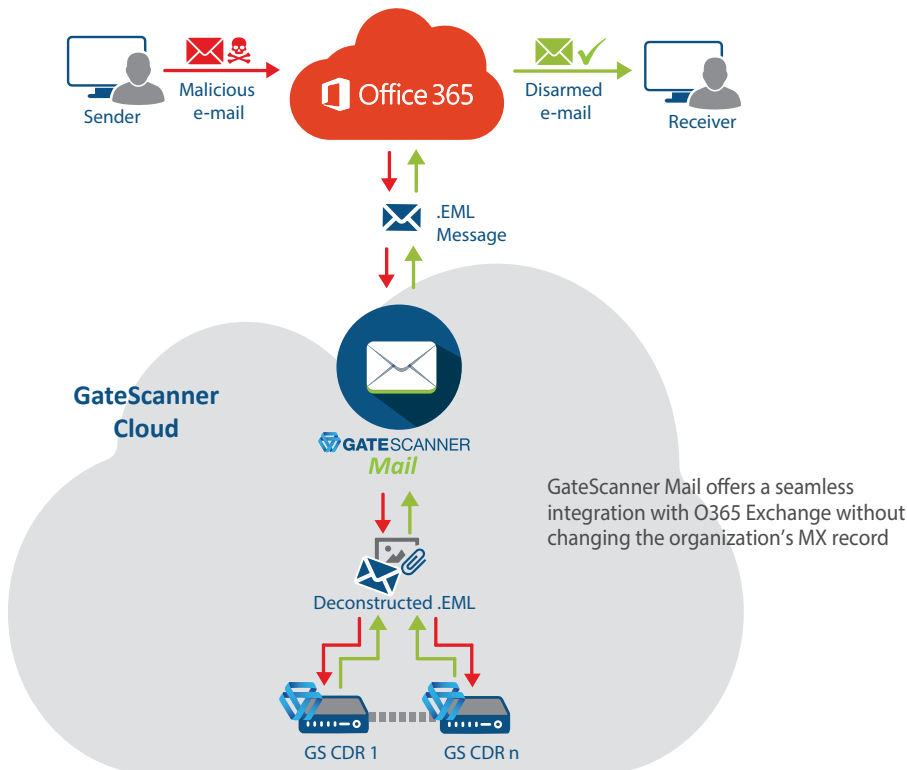 Sender
Malicious
e-mail
Office 365
Disarmed
e-mail
Receiver
.EML
Message
GateScanner
Cloud
GATESCANNER
Mail
GateScanner Mail offers a seamless
integration with O365 Exchange without
changing the organization's MX record
Deconstructed .EML
GS CDR 1
GS CDR n